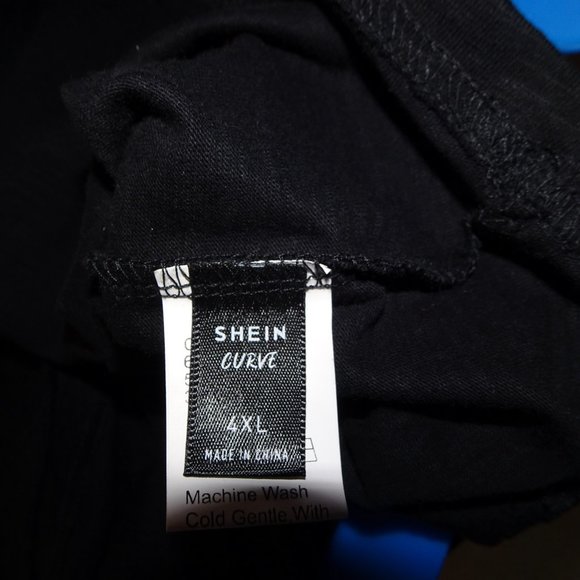 SHEIN
CURVE
4XL
MADE IN CHINA
Machine Wash
Cold Gentle With